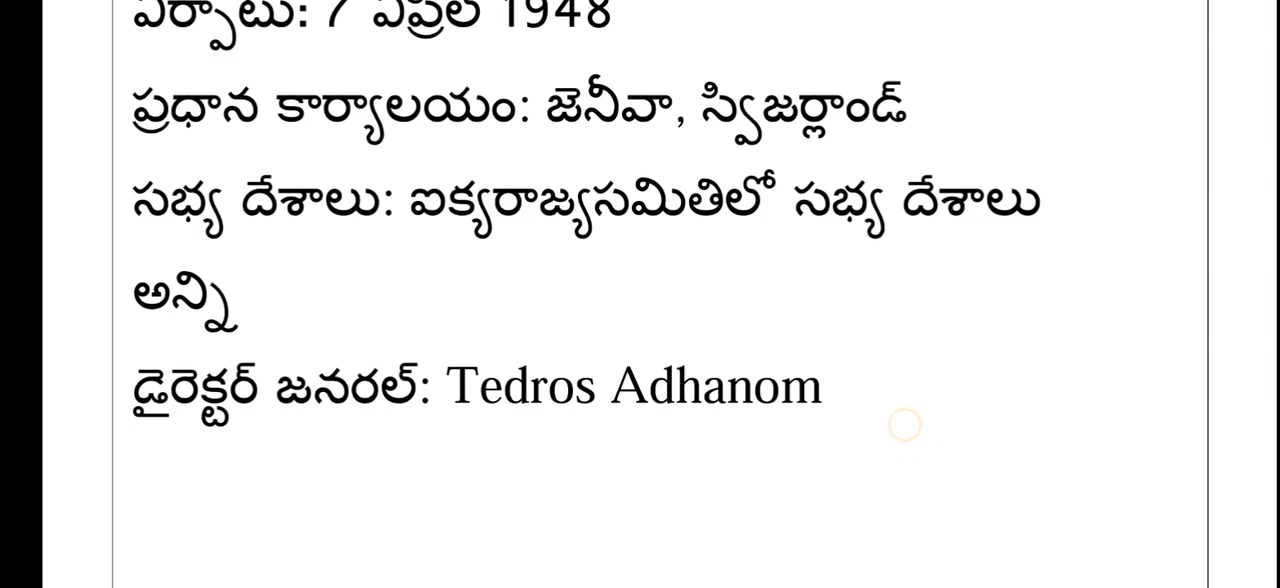 ఏర్పాటు: 7 ఏప్రిల్ 1948
ప్రధాన కార్యాలయం: జెనీవా, స్విజర్లాండ్
సభ్య దేశాలు: ఐక్యరాజ్యసమితిలో సభ్య దేశాలు
అన్ని
డైరెక్టర్ జనరల్: Tedros Adhanom